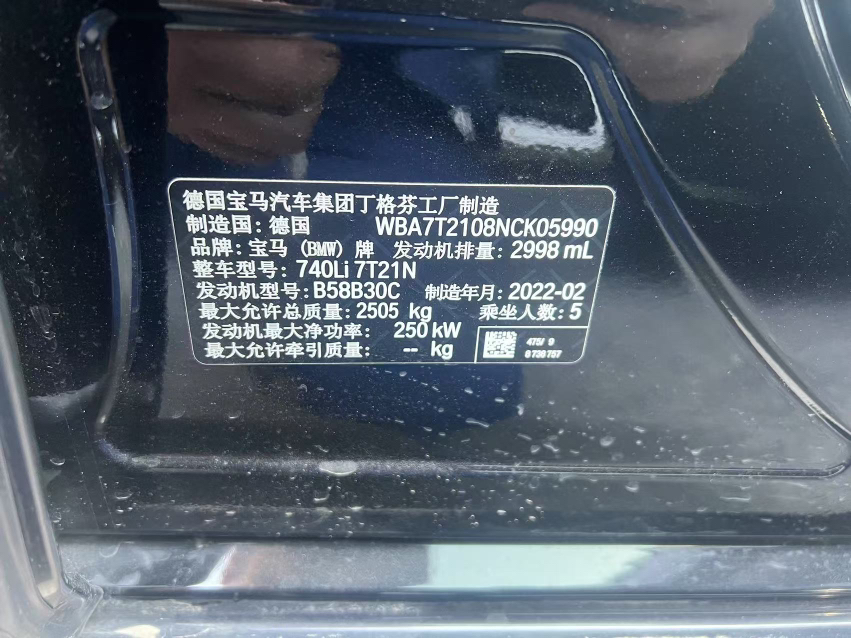 德国宝马汽车集团丁格芬工厂制造
制造国：德国 WBA7T2108NCK05990
品牌：宝马（BMW）牌 发动机排量：2998 mL
整车型号：740Li 7T21N
发动机型号：B58B30C 制造年月：2022-02
最大允许总质量：2505 kg 乘坐人数：5
发动机最大净功率：250 kW
最大允许牵引质量：-- kg
475/ 9
8738757